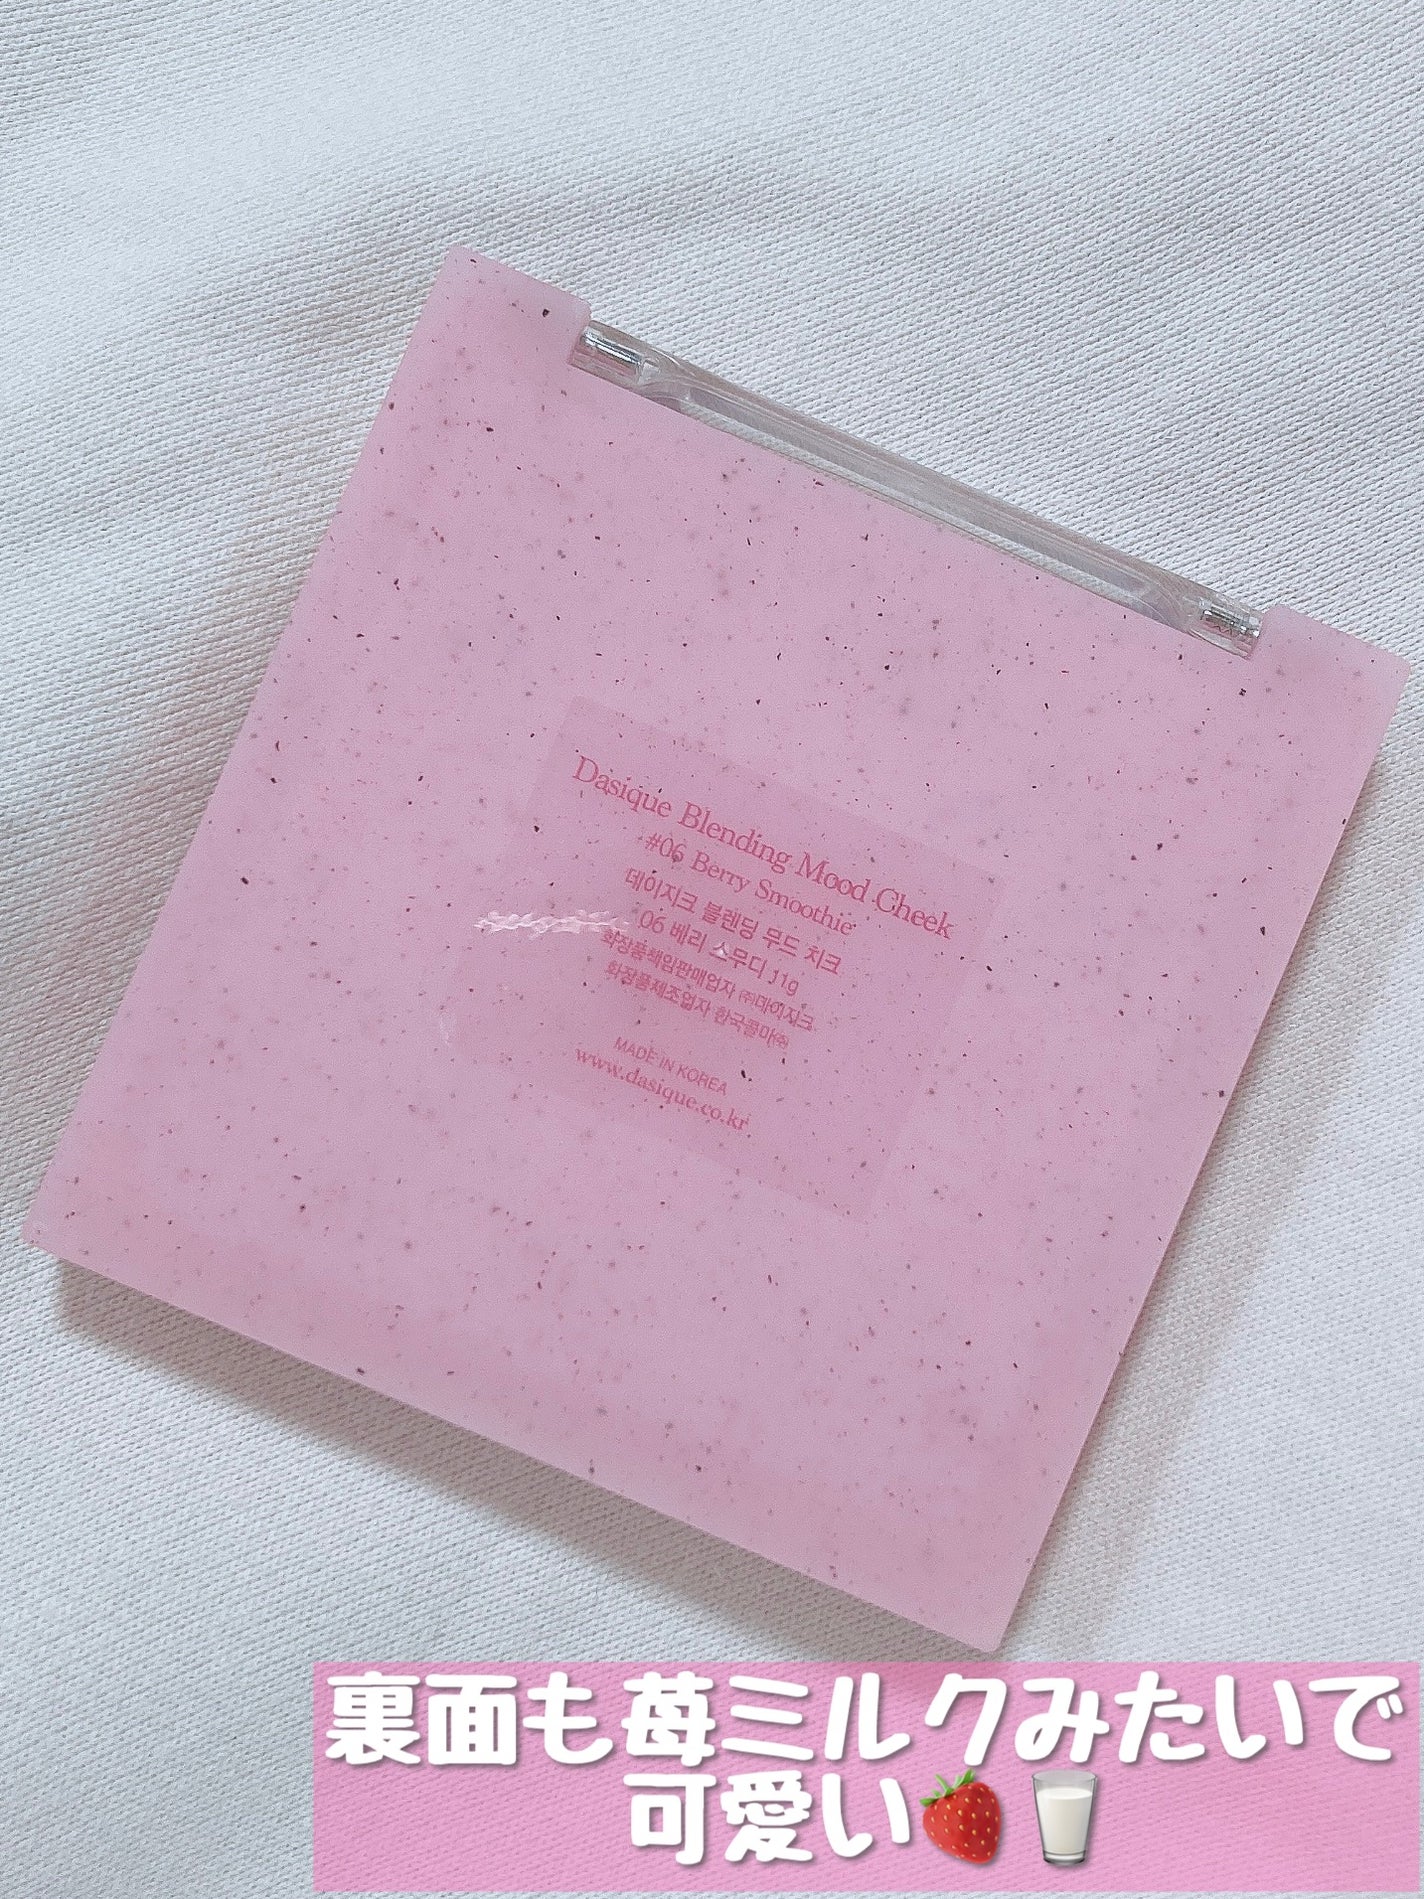 Dasique Blending Mood Cheek
#06 Berry Smoothie
데이지크 블렌딩 무드 치크
06 베리 스무디 11g
화장품책임판매업자 ㈜데이지크
화장품제조업자 한국콜마㈜
MADE IN KOREA
www.dasique.co.kr
裏面も苺ミルクみたいで
可愛い🍓🥛